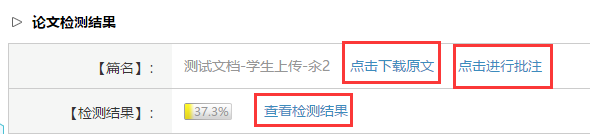 论文检测结果
【篇名】: 测试文档-学生上传-氽2 点击下载原文 点击进行批注
【检测结果】: 37.3% 查看检测结果